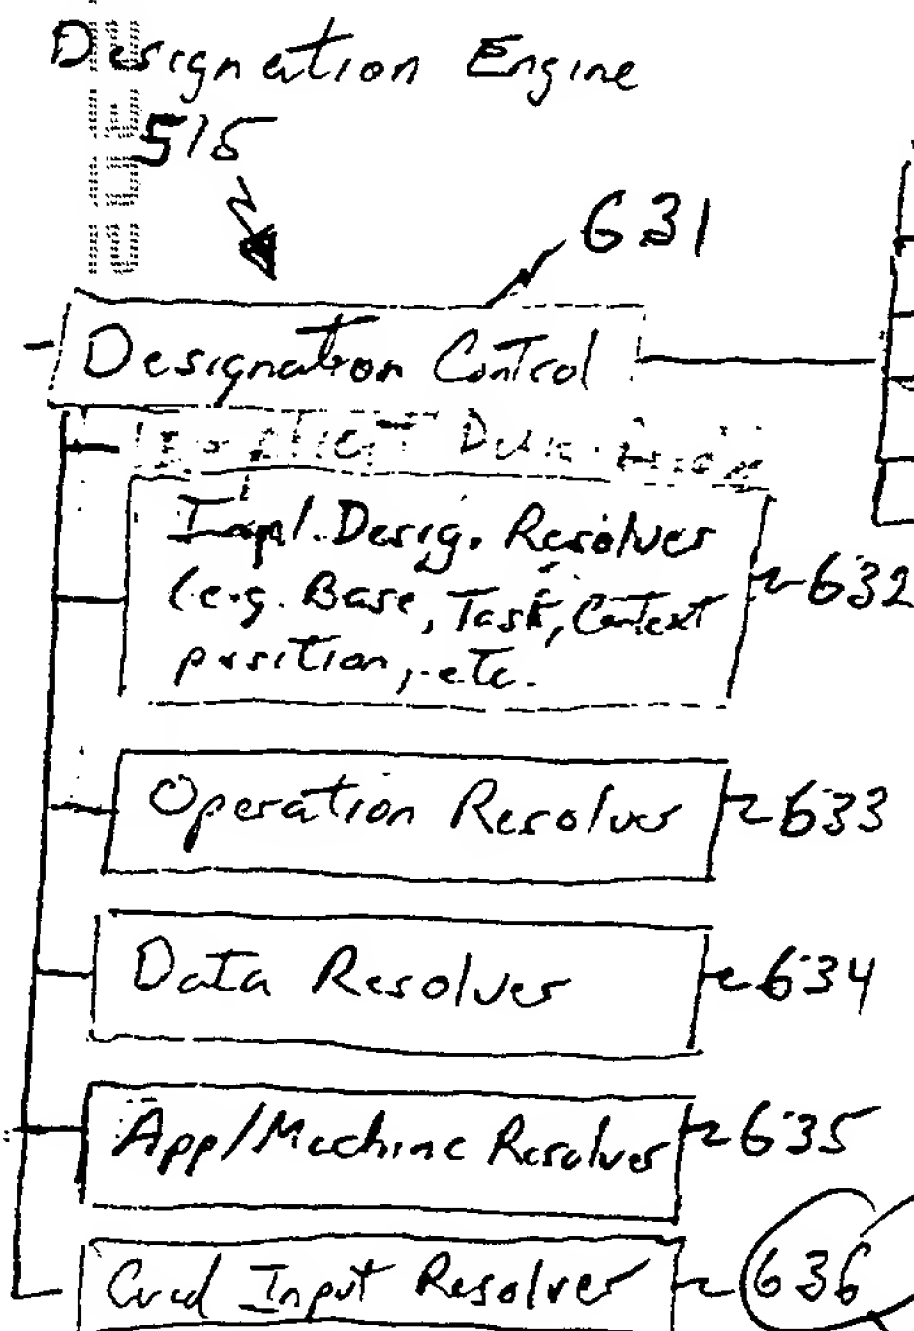 Designation Engine
515
631
Designation Control
Impl. Desig. Resolver
(e.g. Base, Task, Context
position, etc.
632
Operation Resolver
633
Data Resolver
634
App/Machine Resolver
635
Input Resolver
636